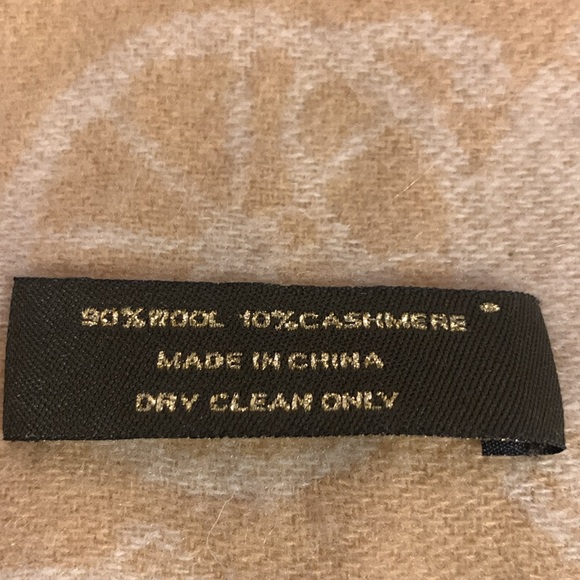 90% WOOL 10% CASHMERE
MADE IN CHINA
DRY CLEAN ONLY